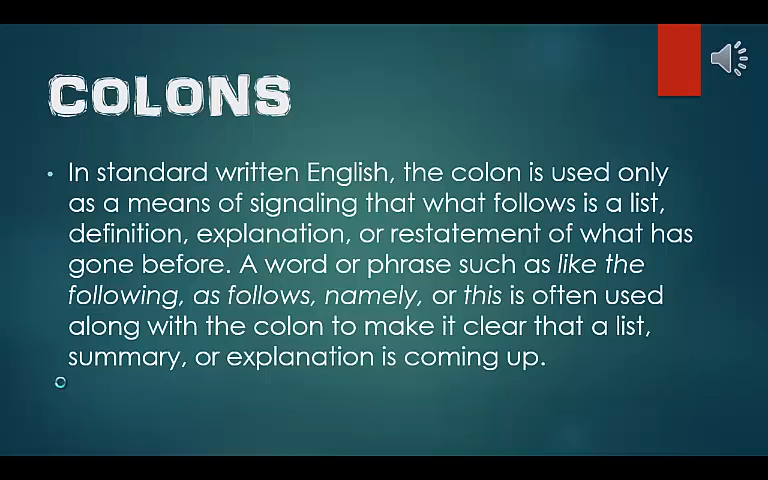 COLONS
• In standard written English, the colon is used only
as a means of signaling that what follows is a list,
definition, explanation, or restatement of what has
gone before. A word or phrase such as like the
following, as follows, namely, or this is often used
along with the colon to make it clear that a list,
summary, or explanation is coming up.